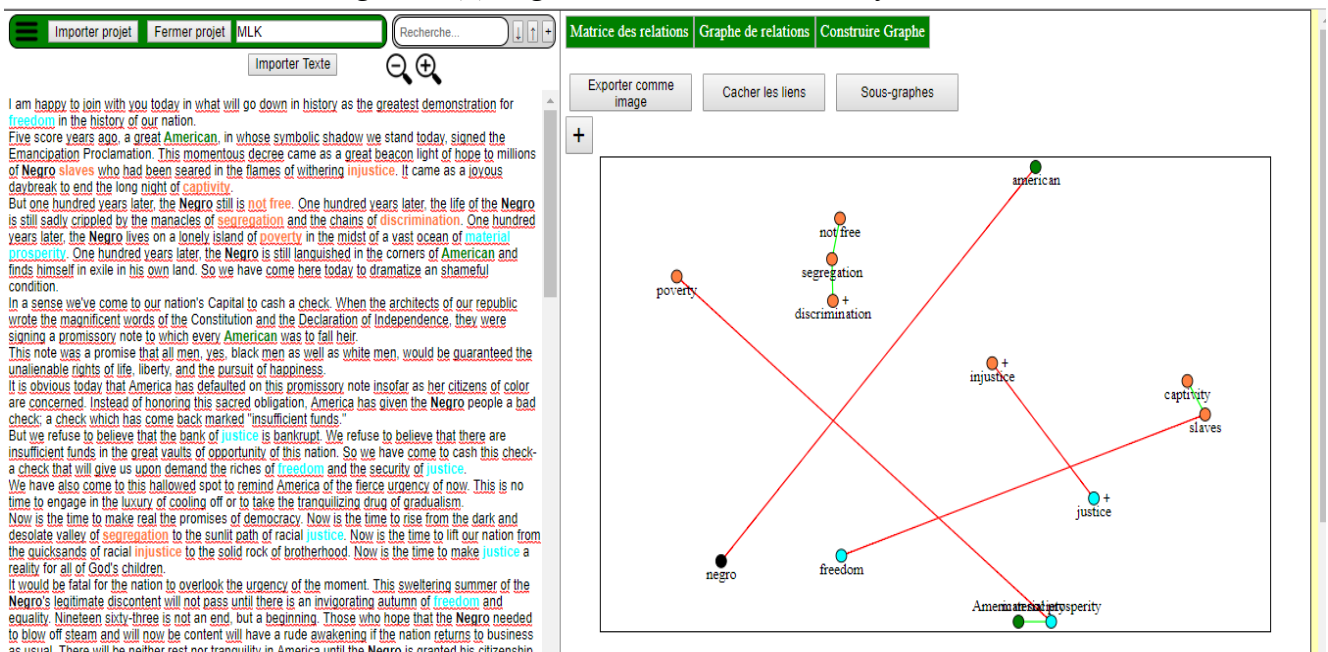 Importer projet Fermer projet MLK Recherche... ↓ ↑ +
Importer Texte
I am happy to join with you today in what will go down in history as the greatest demonstration for
freedom in the history of our nation.
Five score years ago, a great American, in whose symbolic shadow we stand today, signed the
Emancipation Proclamation. This momentous decree came as a great beacon light of hope to millions
of Negro slaves who had been seared in the flames of withering injustice. It came as a joyous
daybreak to end the long night of captivity.
But one hundred years later, the Negro still is not free. One hundred years later, the life of the Negro
is still sadly crippled by the manacles of segregation and the chains of discrimination. One hundred
years later, the Negro lives on a lonely island of poverty in the midst of a vast ocean of material
prosperity. One hundred years later, the Negro is still languished in the corners of American and
finds himself in exile in his own land. So we have come here today to dramatize an shameful
condition.
In a sense we've come to our nation's Capital to cash a check. When the architects of our republic
wrote the magnificent words of the Constitution and the Declaration of Independence, they were
signing a promissory note to which every American was to fall heir.
This note was a promise that all men, yes, black men as well as white men, would be guaranteed the
unalienable rights of life, liberty, and the pursuit of happiness.
It is obvious today that America has defaulted on this promissory note insofar as her citizens of color
are concerned. Instead of honoring this sacred obligation, America has given the Negro people a bad
check; a check which has come back marked "insufficient funds."
But we refuse to believe that the bank of justice is bankrupt. We refuse to believe that there are
insufficient funds in the great vaults of opportunity of this nation. So we have come to cash this check-
a check that will give us upon demand the riches of freedom and the security of justice.
We have also come to this hallowed spot to remind America of the fierce urgency of now. This is no
time to engage in the luxury of cooling off or to take the tranquilizing drug of gradualism.
Now is the time to make real the promises of democracy. Now is the time to rise from the dark and
desolate valley of segregation to the sunlit path of racial justice. Now is the time to lift our nation from
the quicksands of racial injustice to the solid rock of brotherhood. Now is the time to make justice a
reality for all of God's children.
It would be fatal for the nation to overlook the urgency of the moment. This sweltering summer of the
Negro's legitimate discontent will not pass until there is an invigorating autumn of freedom and
equality. Nineteen sixty-three is not an end, but a beginning. Those who hope that the Negro needed
to blow off steam and will now be content will have a rude awakening if the nation returns to business
as usual. There will be neither rest nor tranquility in America until the Negro is granted his citizenship
Matrice des relations Graphe de relations Construire Graphe
Exporter comme
image
Cacher les liens
Sous-graphes
+
american
not free
segregation
poverty
+
discrimination
+
injustice
captivity
slaves
+
justice
freedom
negro
material prosperity